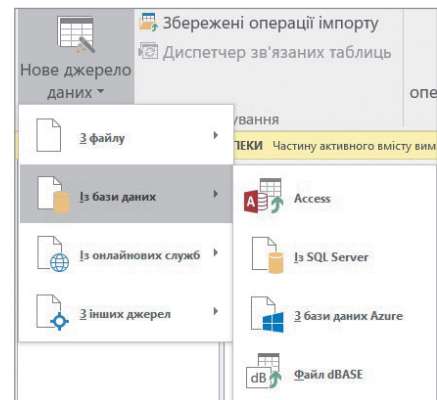 Збережені операції імпорту
Диспетчер зв'язаних таблиць
Нове джерело
даних
опе
ування
ПЕКИ Частину активного вмісту вим
З файлу
Із бази даних
Access
Із SQL Server
Із онлайнових служб
З бази даних Azure
З інших джерел
dB
Файл dBASE